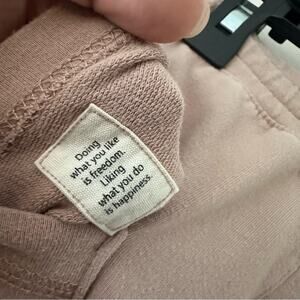 Doing
what you like
is freedom.
Liking
what you do
is happiness.